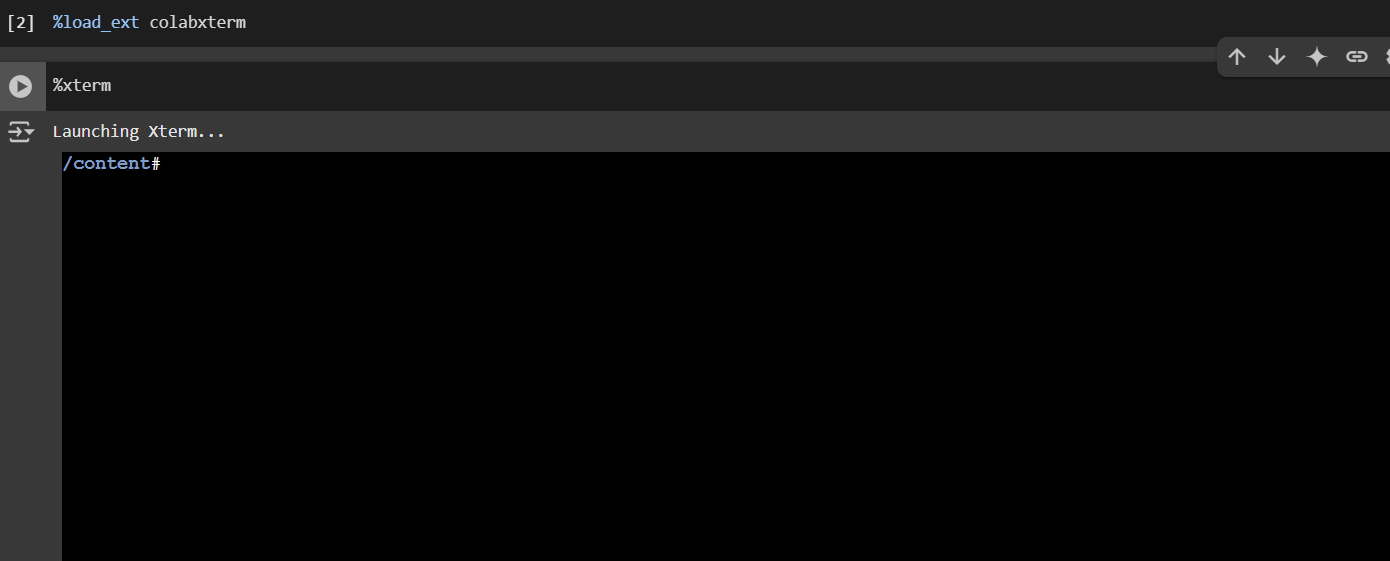 [2] %load_ext colabxterm
%xterm
Launching Xterm...
/content#